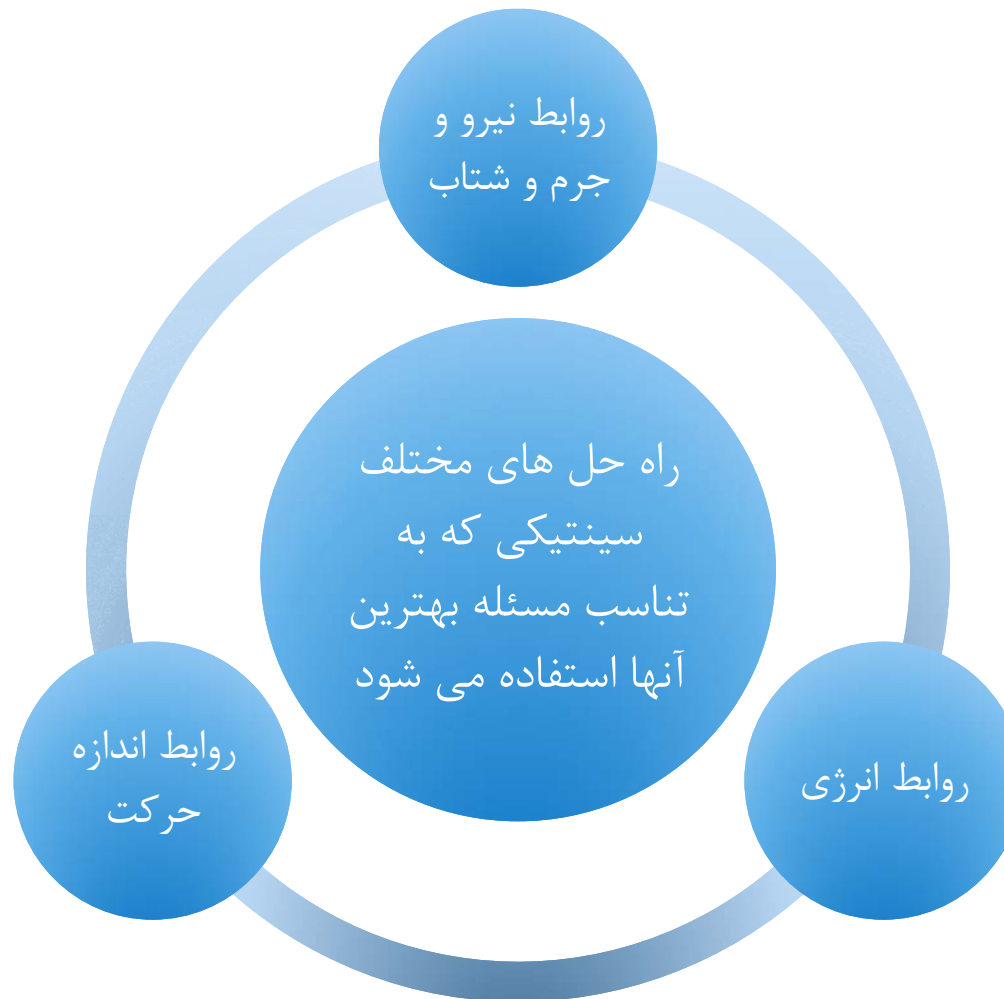 روابط نیرو و
جرم و شتاب
راه حل های مختلف
سینتیکی که به
تناسب مسئله بهترین
آنها استفاده می شود
روابط انرژی
روابط اندازه
حرکت